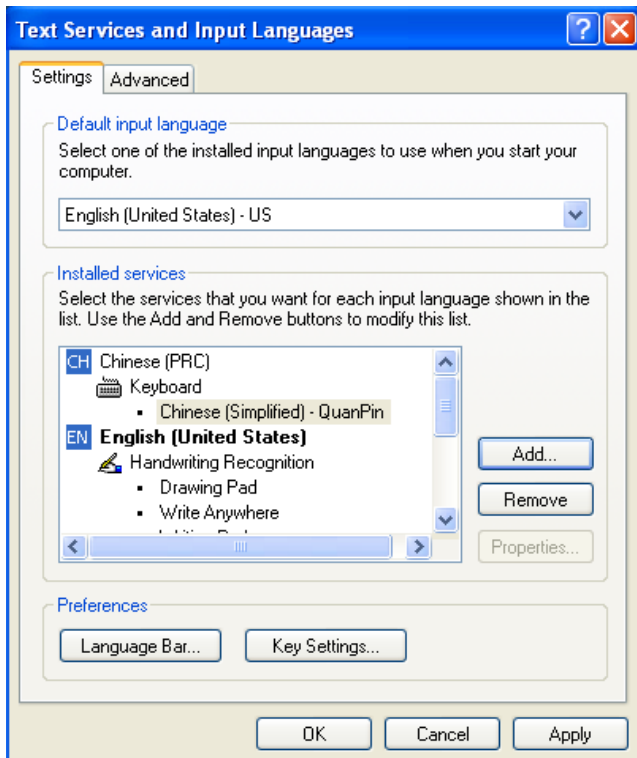 Text Services and Input Languages
Settings
Advanced
Default input language
Select one of the installed input languages to use when you start your
computer.
English (United States) - US
Installed services
Select the services that you want for each input language shown in the
list. Use the Add and Remove buttons to modify this list.
CH Chinese (PRC)
Keyboard
Chinese (Simplified) - QuanPin
EN English (United States)
Handwriting Recognition
Drawing Pad
Write Anywhere
Add...
Remove
Properties...
Preferences
Language Bar...
Key Settings...
OK
Cancel
Apply